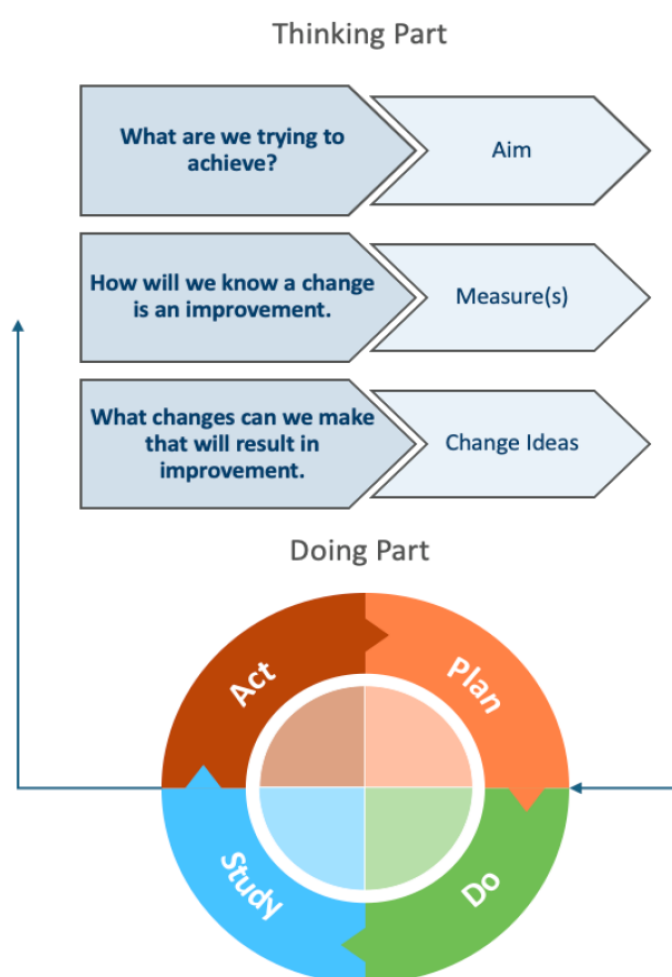 Thinking Part
What are we trying to
achieve?
Aim
How will we know a change
is an improvement.
Measure(s)
What changes can we make
that will result in
improvement.
Change Ideas
Doing Part
Act
Plan
Study
Do